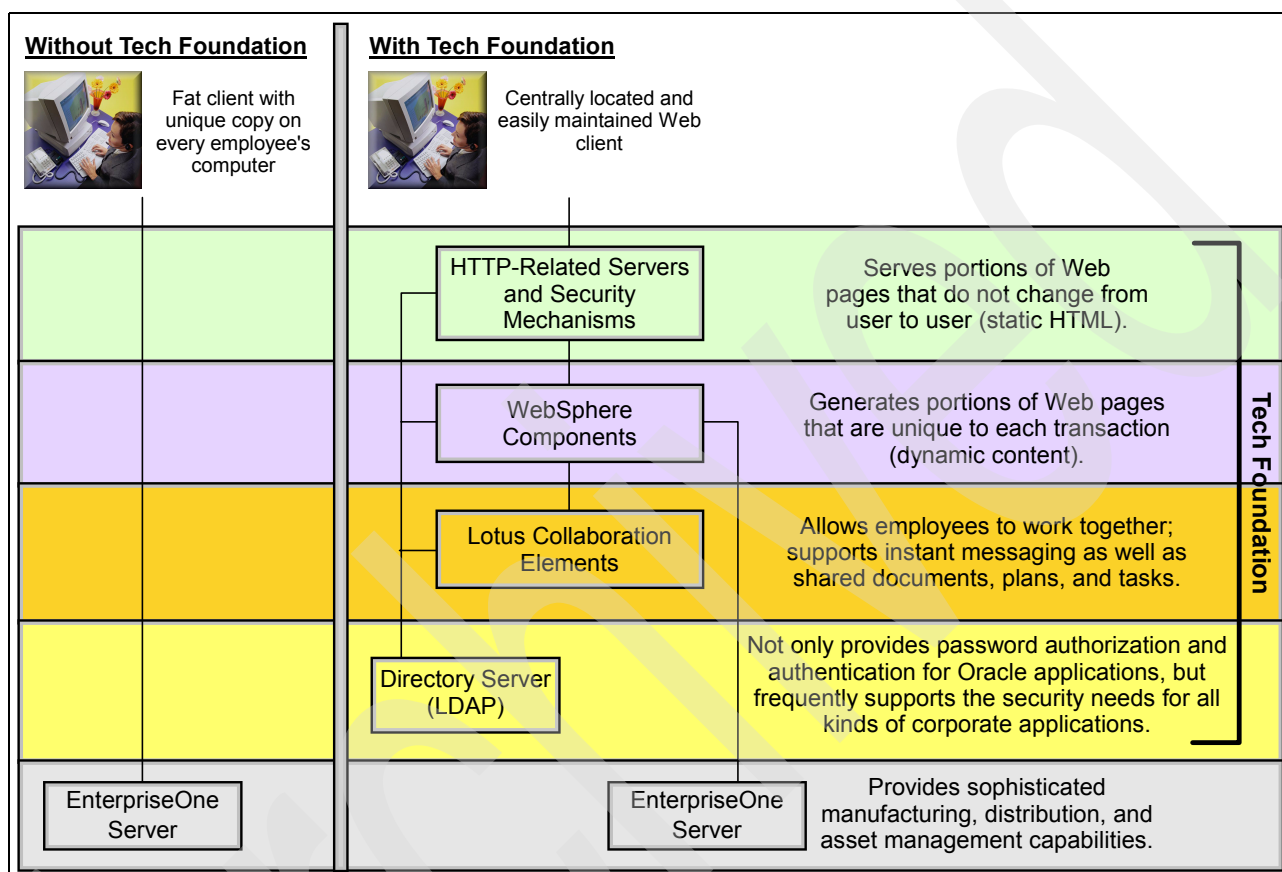 Without Tech Foundation
Fat client with
unique copy on
every employee's
computer
With Tech Foundation
Centrally located and
easily maintained Web
client
HTTP-Related Servers
and Security
Mechanisms
Serves portions of Web
pages that do not change from
user to user (static HTML).
WebSphere
Components
Generates portions of Web pages
that are unique to each transaction
(dynamic content).
Lotus Collaboration
Elements
Allows employees to work together;
supports instant messaging as well as
shared documents, plans, and tasks.
Directory Server
(LDAP)
Not only provides password authorization and
authentication for Oracle applications, but
frequently supports the security needs for all
kinds of corporate applications.
Tech Foundation
EnterpriseOne
Server
EnterpriseOne
Server
Provides sophisticated
manufacturing, distribution, and
asset management capabilities.